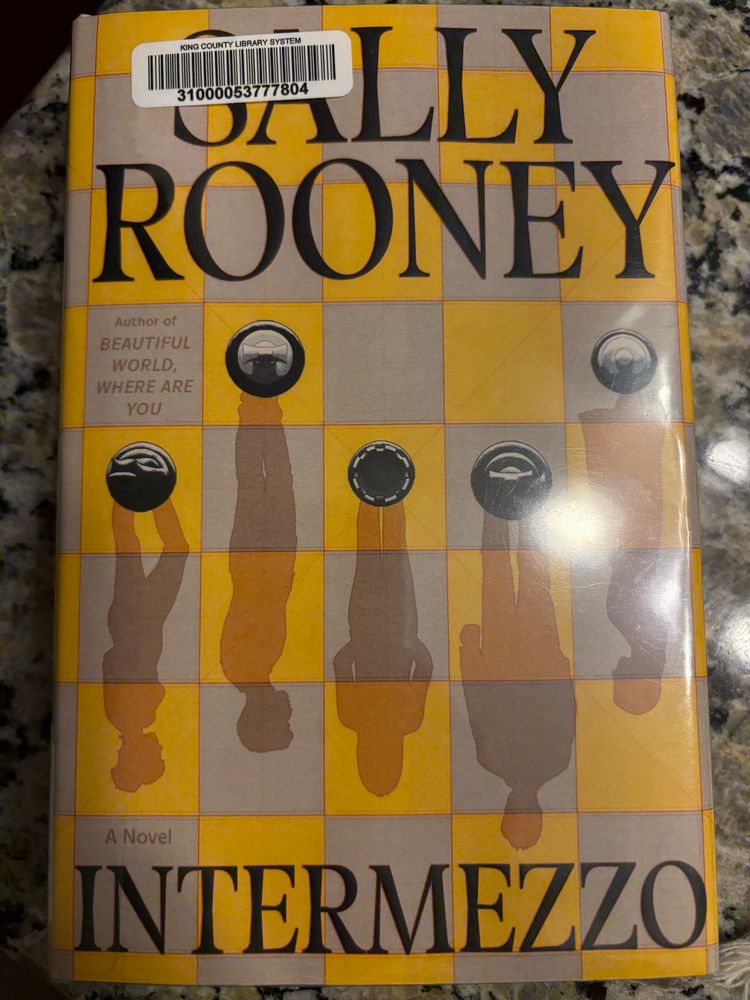 KING COUNTY LIBRARY SYSTEM
31000053777804
SALLY
ROONEY
Author of
BEAUTIFUL
WORLD,
WHERE ARE
YOU
A Novel
INTERMEZZO